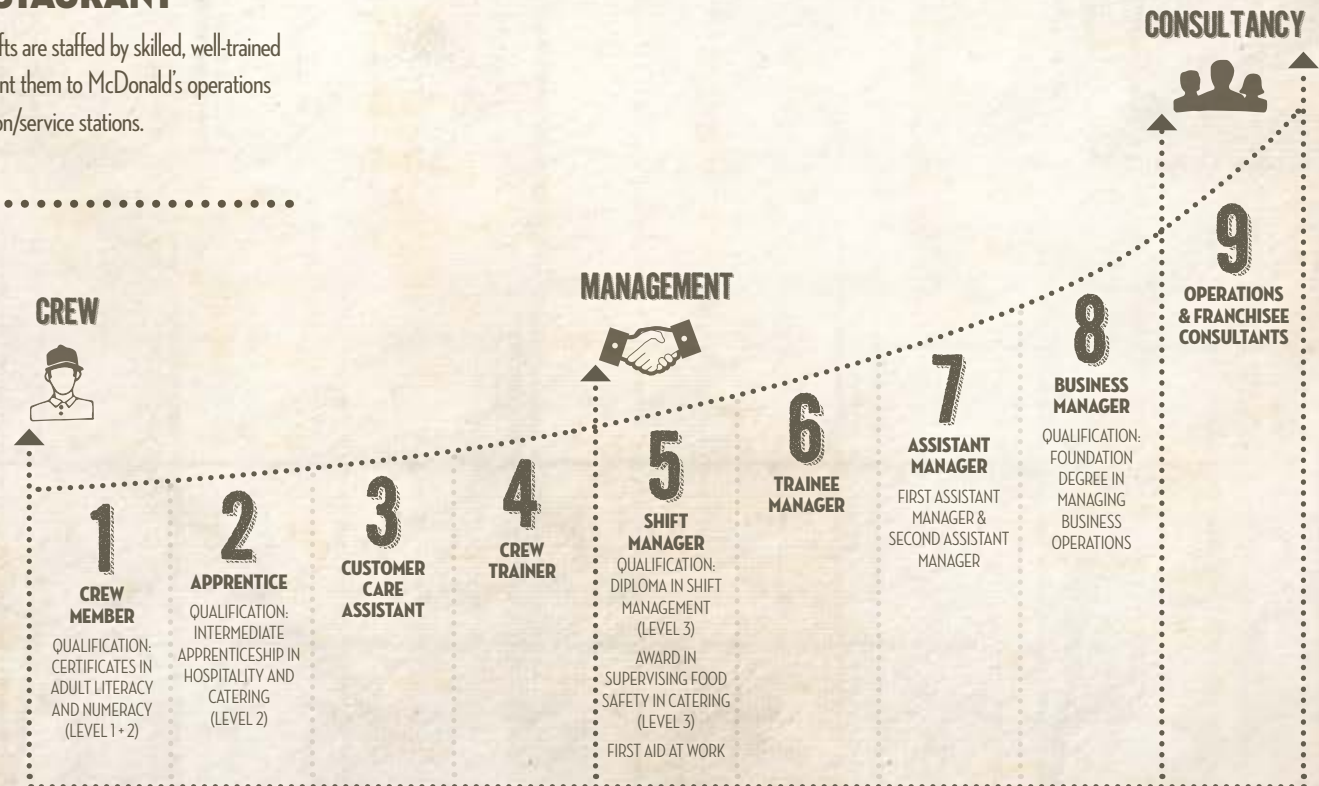 fts are staffed by skilled, well-trained
nt them to McDonald's operations
on/service stations.
CREW
1
CREW
MEMBER
QUALIFICATION:
CERTIFICATES IN
ADULT LITERACY
AND NUMERACY
(LEVEL 1 + 2)
2
APPRENTICE
QUALIFICATION:
INTERMEDIATE
APPRENTICESHIP IN
HOSPITALITY AND
CATERING
(LEVEL 2)
3
CUSTOMER
CARE
ASSISTANT
4
CREW
TRAINER
MANAGEMENT
5
SHIFT
MANAGER
QUALIFICATION:
DIPLOMA IN SHIFT
MANAGEMENT
(LEVEL 3)
AWARD IN
SUPERVISING FOOD
SAFETY IN CATERING
(LEVEL 3)
FIRST AID AT WORK
6
TRAINEE
MANAGER
7
ASSISTANT
MANAGER
FIRST ASSISTANT
MANAGER &
SECOND ASSISTANT
MANAGER
8
BUSINESS
MANAGER
QUALIFICATION:
FOUNDATION
DEGREE IN
MANAGING
BUSINESS
OPERATIONS
CONSULTANCY
9
OPERATIONS
& FRANCHISEE
CONSULTANTS